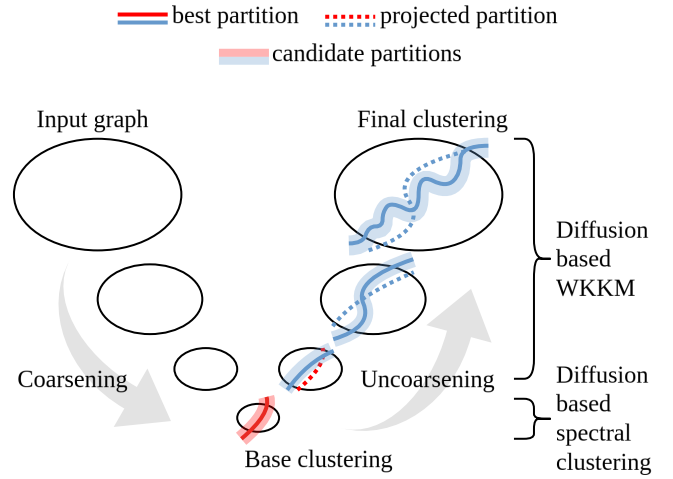 best partition
projected partition
candidate partitions
Input graph
Final clustering
Diffusion
based
WKKM
Coarsening
Uncoarsening
Diffusion
based
spectral
clustering
Base clustering